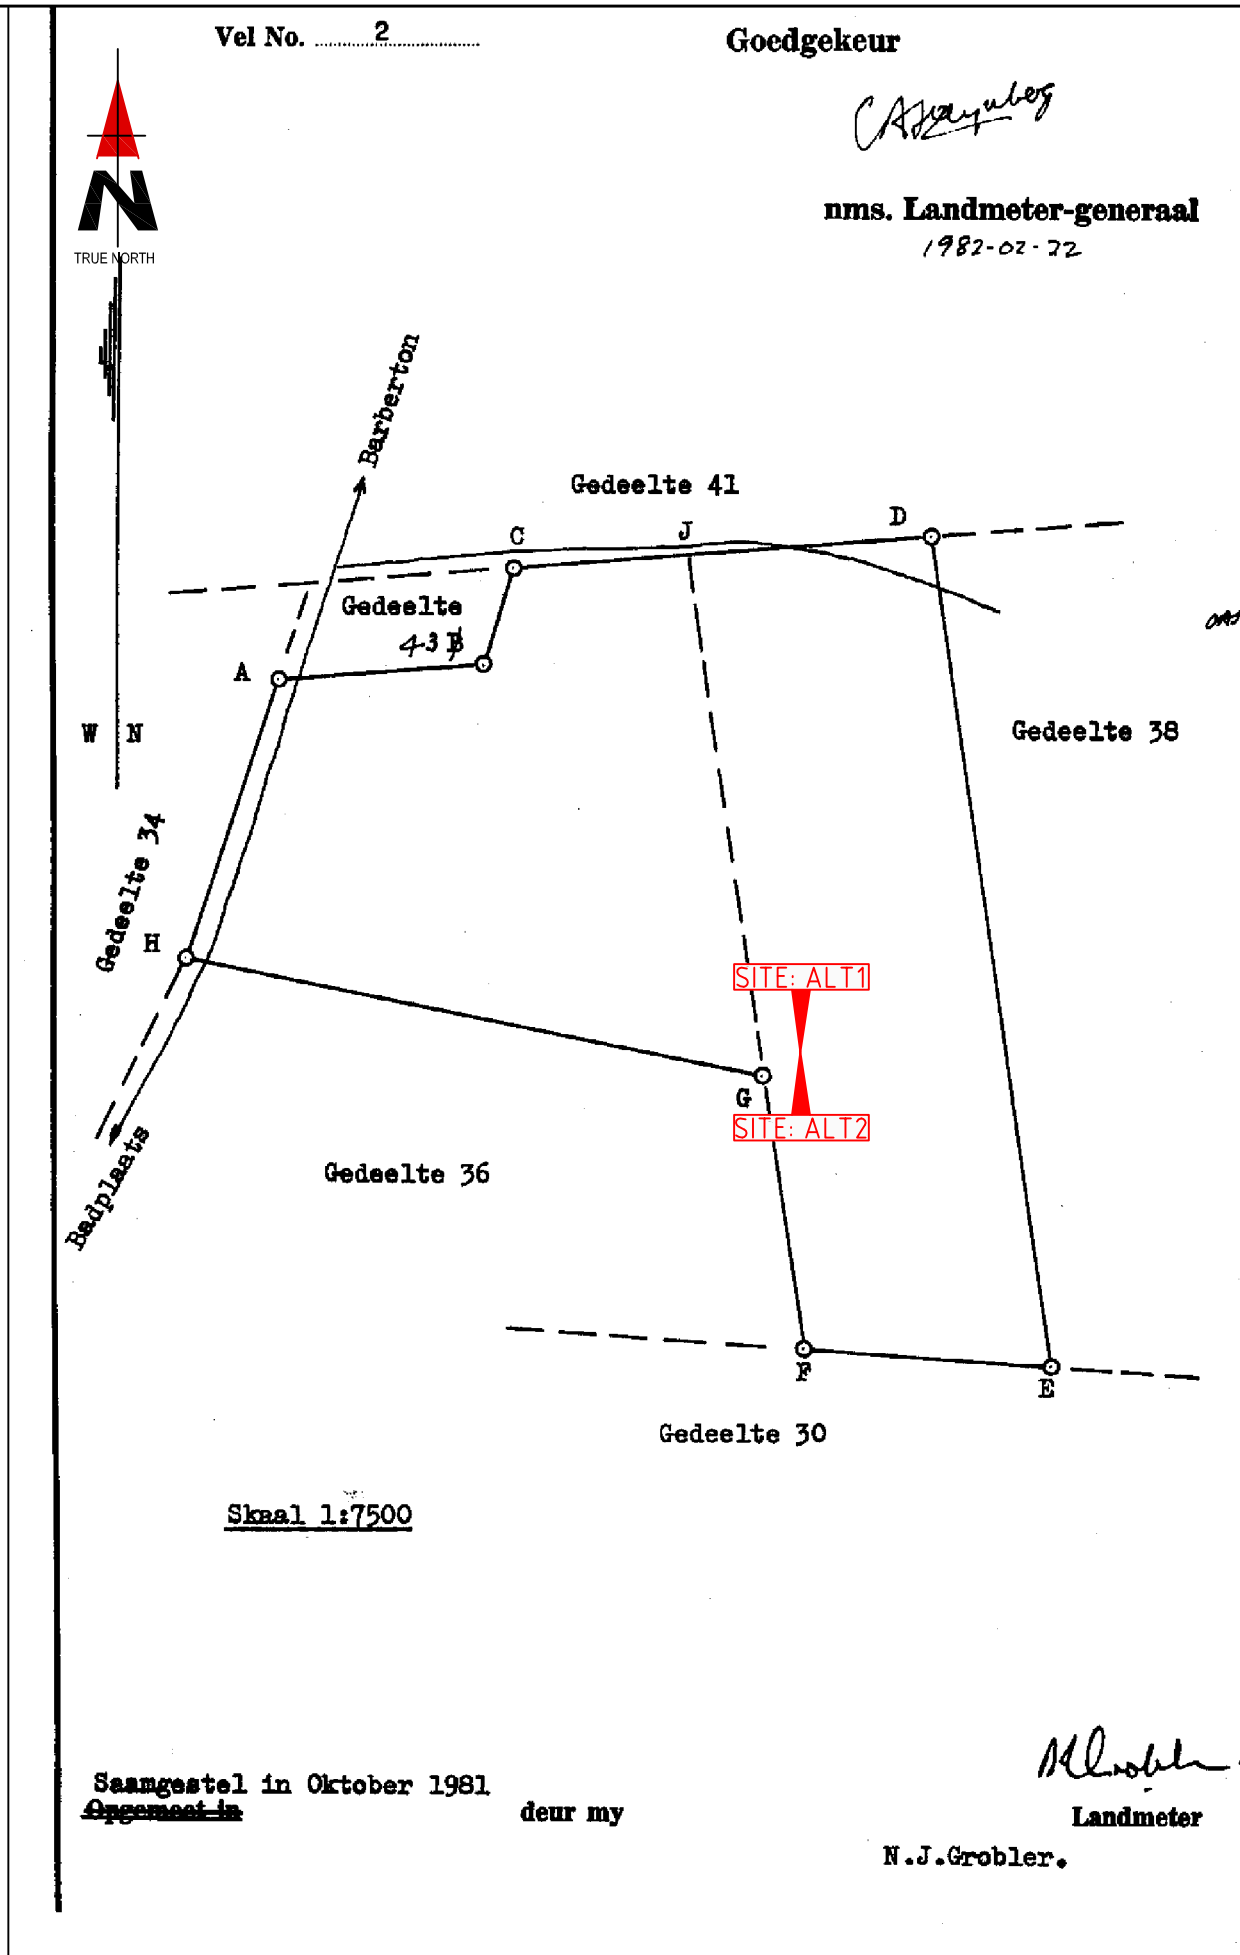 Vel No. 2
Goedgekeur
nms. Landmeter-generaal
1982-02-22
TRUE NORTH
Barberton
Gedeelte 41
C
J
D
Gedeelte
43 B
A
W N
Gedeelte 38
Gedeelte 34
H
SITE: ALT1
G
SITE: ALT2
Badplaats
Gedeelte 36
F
E
Gedeelte 30
Skaal 1:7500
Saamgestel in Oktober 1981
Opgemeet in
deur my
Landmeter
N.J.Grobler.